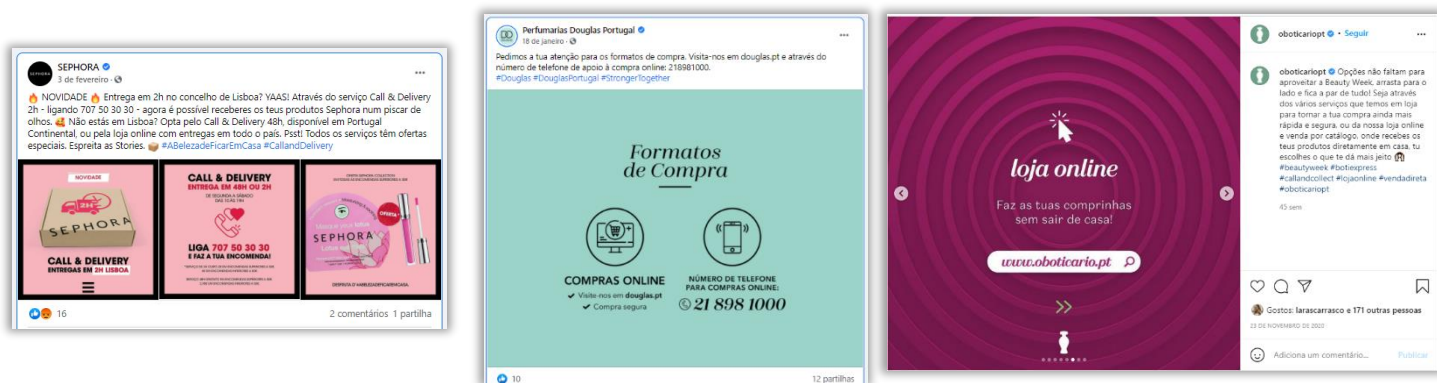 SEPHORA
3 de fevereiro
🔥 NOVIDADE 🔥 Entrega em 2h no concelho de Lisboa? YAAS! Através do serviço Call & Delivery
2h - ligando 707 50 30 30 - agora é possível receberes os teus produtos Sephora num piscar de
olhos. 🥰 Não estás em Lisboa? Opta pelo Call & Delivery 48h, disponível em Portugal
Continental, ou pela loja online com entregas em todo o país. Psst! Todos os serviços têm ofertas
especiais. Espreita as Stories. 📦 #ABelezadeFicarEmCasa #CallandDelivery
NOVIDADE
2H
SEPHORA
CALL & DELIVERY
ENTREGAS EM 2H LISBOA
CALL & DELIVERY
ENTREGA EM 48H OU 2H
DE SEGUNDA A SÁBADO
DAS 10 ÀS 19H
LIGA 707 50 30 30
E FAZ A TUA ENCOMENDA!
OFERTA
SEPHORA
DESFRUTA D'#ABELEZADEFICAREMCASA.
16
2 comentários 1 partilha
Perfumarias Douglas Portugal
18 de janeiro
Pedimos a tua atenção para os formatos de compra. Visita-nos em douglas.pt e através do
número de telefone de apoio à compra online: 218981000.
#Douglas #DouglasPortugal #StrongerTogether
Formatos
de Compra
COMPRAS ONLINE
✔ Visite-nos em douglas.pt
✔ Compra segura
NÚMERO DE TELEFONE
PARA COMPRAS ONLINE:
21 898 1000
10
12 partilhas
loja online
Faz as tuas comprinhas
sem sair de casa!
www.oboticario.pt
oboticariopt • Seguir
oboticariopt Opções não faltam para
aproveitar a Beauty Week, arrasta para o
lado e fica a par de tudo! Seja através
dos vários serviços que temos em loja
para tornar a tua compra ainda mais
rápida e segura, ou da nossa loja online
e venda por catálogo, onde recebes os
teus produtos diretamente em casa, tu
escolhes o que te dá mais jeito
#beautyweek #botiexpress
#callandcollect #lojaonline #vendadireta
#oboticariopt
45 sem
Gostos: larascarrasco e 171 outras pessoas
23 DE NOVEMBRO DE 2020
Adiciona um comentário...
Publicar